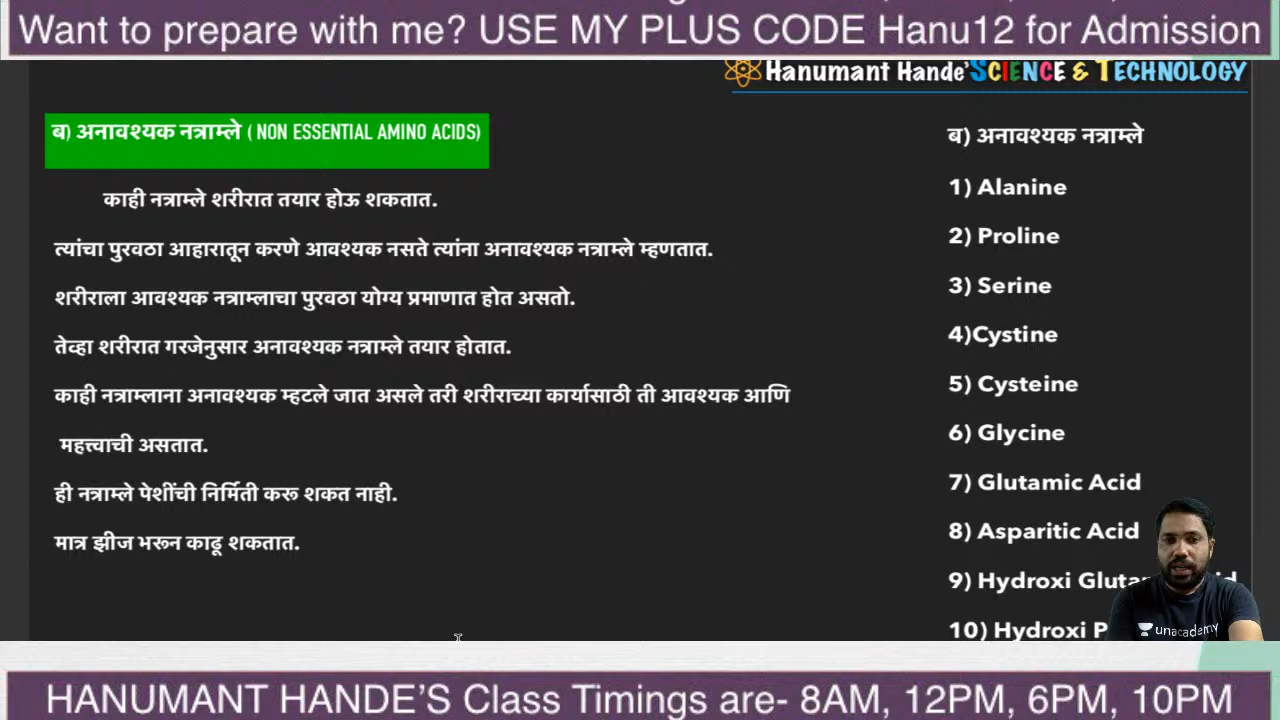 Want to prepare with me? USE MY PLUS CODE Hanu12 for Admission
Hanumant Hande'SCIENCE & TECHNOLOGY
ब) अनावश्यक नत्राम्ले ( NON ESSENTIAL AMINO ACIDS)
काही नत्राम्ले शरीरात तयार होऊ शकतात.
त्यांचा पुरवठा आहारातून करणे आवश्यक नसते त्यांना अनावश्यक नत्राम्ले म्हणतात.
शरीराला आवश्यक नत्राम्लाचा पुरवठा योग्य प्रमाणात होत असतो.
तेव्हा शरीरात गरजेनुसार अनावश्यक नत्राम्ले तयार होतात.
काही नत्राम्लाना अनावश्यक म्हटले जात असले तरी शरीराच्या कार्यासाठी ती आवश्यक आणि
महत्त्वाची असतात.
ही नत्राम्ले पेशींची निर्मिती करू शकत नाही.
मात्र झीज भरून काढू शकतात.
ब) अनावश्यक नत्राम्ले
1) Alanine
2) Proline
3) Serine
4)Cystine
5) Cysteine
6) Glycine
7) Glutamic Acid
8) Asparitic Acid
9) Hydroxi
10) Hydroxi
unacademy
HANUMANT HANDE'S Class Timings are- 8AM, 12PM, 6PM, 10PM